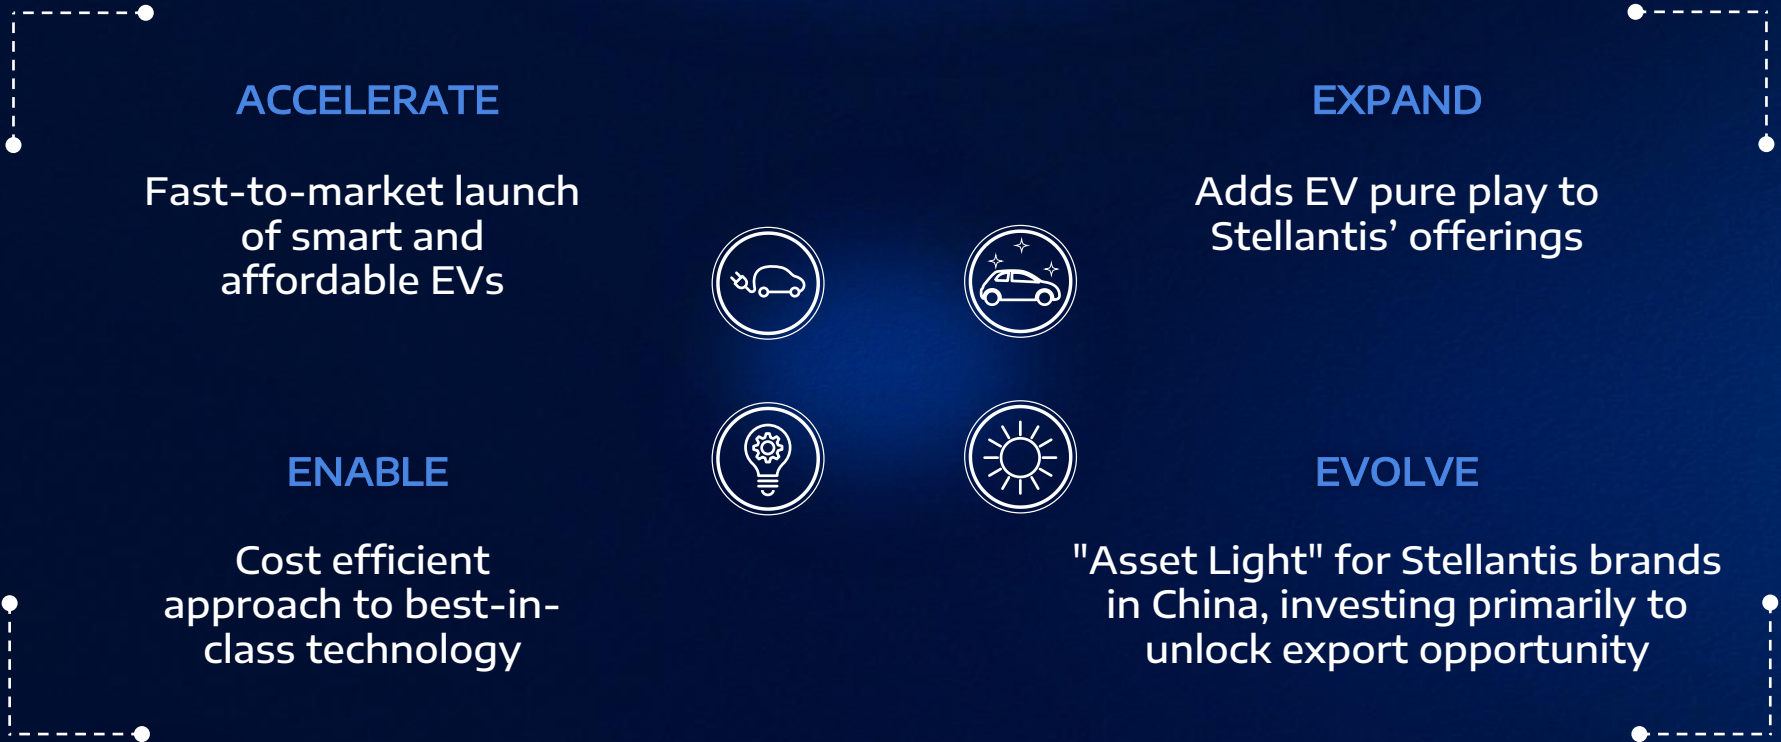 ACCELERATE
Fast-to-market launch
of smart and
affordable EVs
EXPAND
Adds EV pure play to
Stellantis’ offerings
ENABLE
Cost efficient
approach to best-in-
class technology
EVOLVE
"Asset Light" for Stellantis brands
in China, investing primarily to
unlock export opportunity